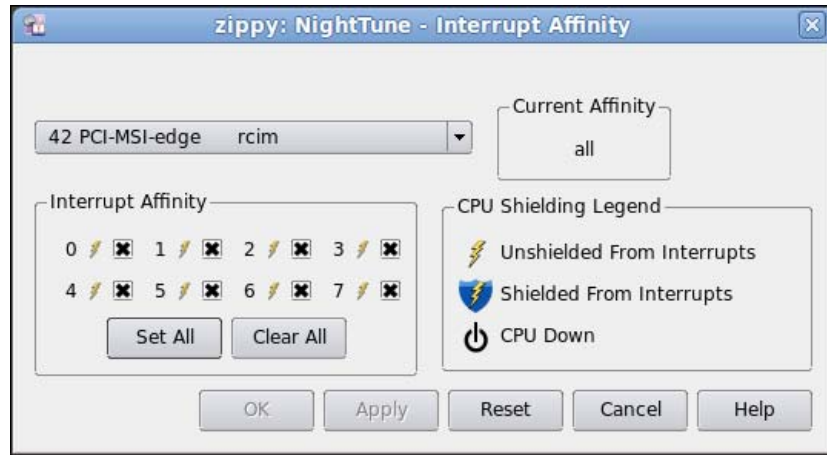 zippy: NightTune - Interrupt Affinity
42 PCI-MSI-edge rcim
Current Affinity
all
Interrupt Affinity
0 1 2 3
4 5 6 7
Set All Clear All
CPU Shielding Legend
Unshielded From Interrupts
Shielded From Interrupts
CPU Down
OK Apply Reset Cancel Help